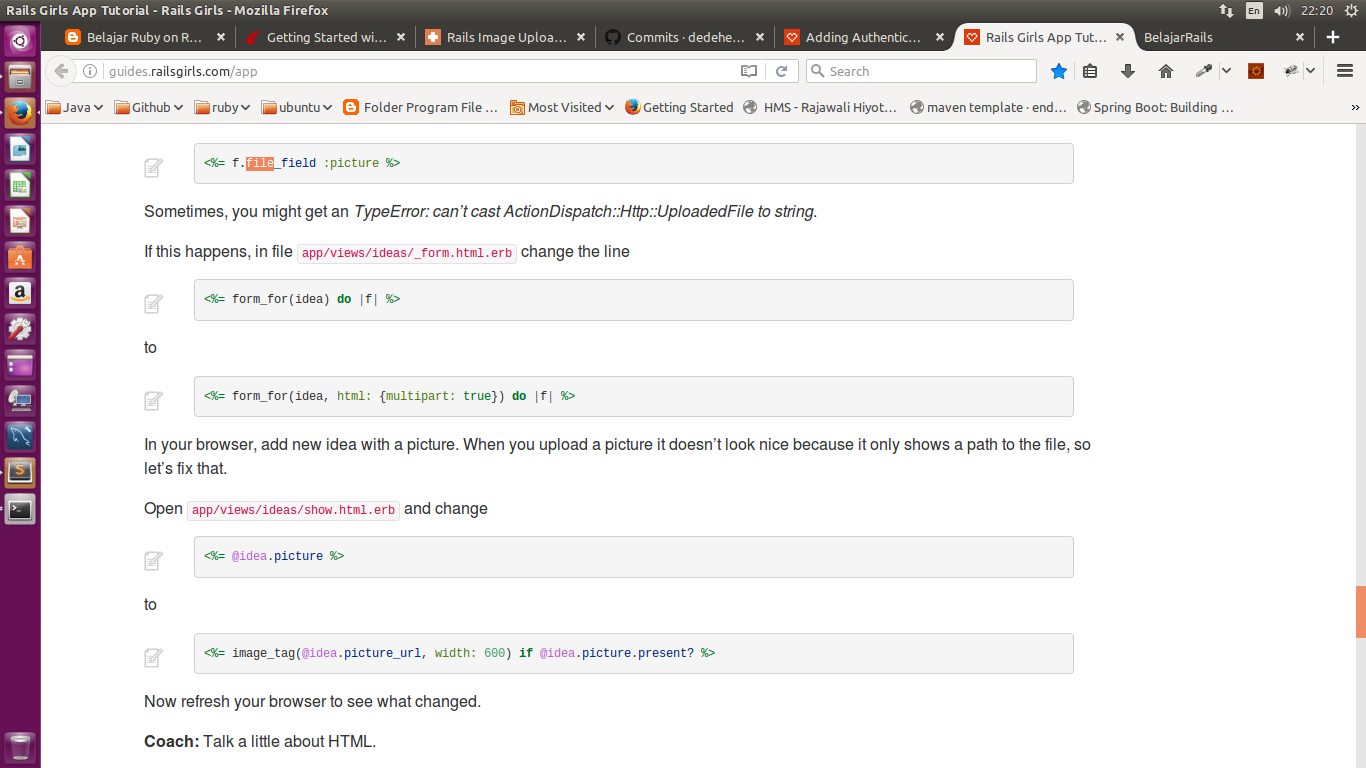 Rails Girls App Tutorial - Rails Girls - Mozilla Firefox
En
22:20
Belajar Ruby on R...
Getting Started wi...
Rails Image Uploa...
Commits · dedehe...
Adding Authentic...
Rails Girls App Tut...
BelajarRails
guides.railsgirls.com/app
Search
Java
Github
ruby
ubuntu
Folder Program File ...
Most Visited
Getting Started
HMS - Rajawali Hiyot...
maven template · end...
Spring Boot: Building ...
»
<%= f.file_field :picture %>
Sometimes, you might get an TypeError: can't cast ActionDispatch::Http::UploadedFile to string.
If this happens, in file app/views/ideas/_form.html.erb change the line
<%= form_for(idea) do |f| %>
to
<%= form_for(idea, html: {multipart: true}) do |f| %>
In your browser, add new idea with a picture. When you upload a picture it doesn't look nice because it only shows a path to the file, so
let's fix that.
Open app/views/ideas/show.html.erb and change
<%= @idea.picture %>
to
<%= image_tag(@idea.picture_url, width: 600) if @idea.picture.present? %>
Now refresh your browser to see what changed.
Coach: Talk a little about HTML.